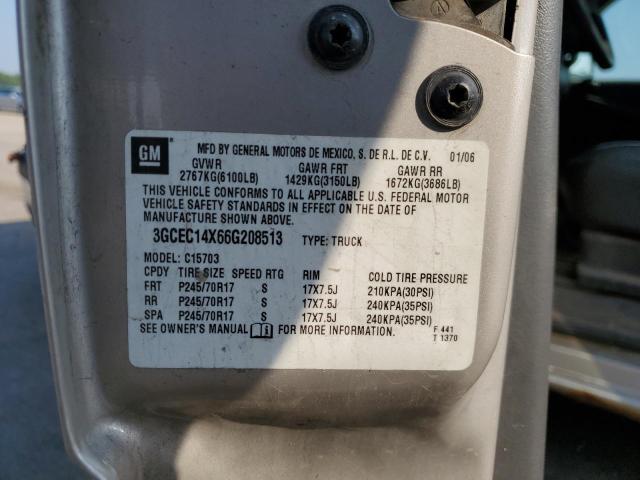 A
GM
MFD BY GENERAL MOTORS DE MEXICO, S. DE R.L. DE C.V. 01/06
GVWR GAWR FRT GAWR RR
2767KG(6100LB) 1429KG(3150LB) 1672KG(3686LB)
THIS VEHICLE CONFORMS TO ALL APPLICABLE U.S. FEDERAL MOTOR
VEHICLE SAFETY STANDARDS IN EFFECT ON THE DATE OF
MANUFACTURE SHOWN ABOVE.
3GCEC14X66G208513 TYPE: TRUCK
MODEL: C15703
CPDY TIRE SIZE SPEED RTG RIM COLD TIRE PRESSURE
FRT P245/70R17 S 17X7.5J 210KPA(30PSI)
RR P245/70R17 S 17X7.5J 240KPA(35PSI)
SPA P245/70R17 S 17X7.5J 240KPA(35PSI)
SEE OWNER'S MANUAL FOR MORE INFORMATION.
F 441
T 1370